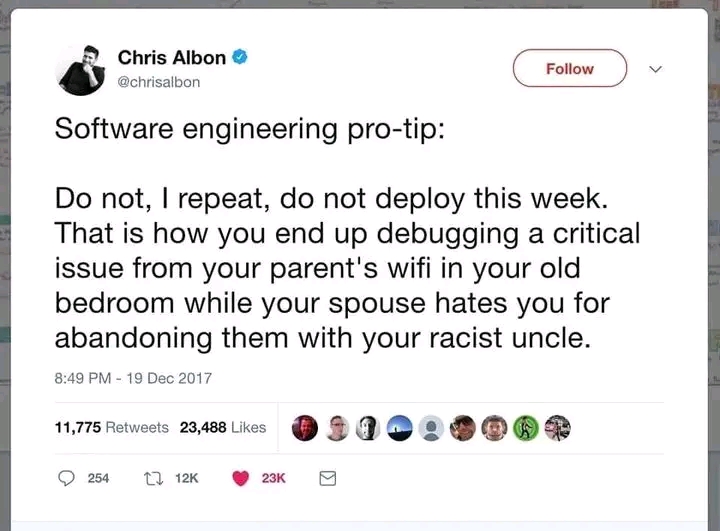 Chris Albon
@chrisalbon
Follow
Software engineering pro-tip:
Do not, I repeat, do not deploy this week.
That is how you end up debugging a critical
issue from your parent's wifi in your old
bedroom while your spouse hates you for
abandoning them with your racist uncle.
8:49 PM - 19 Dec 2017
11,775 Retweets 23,488 Likes
254 12K 23K